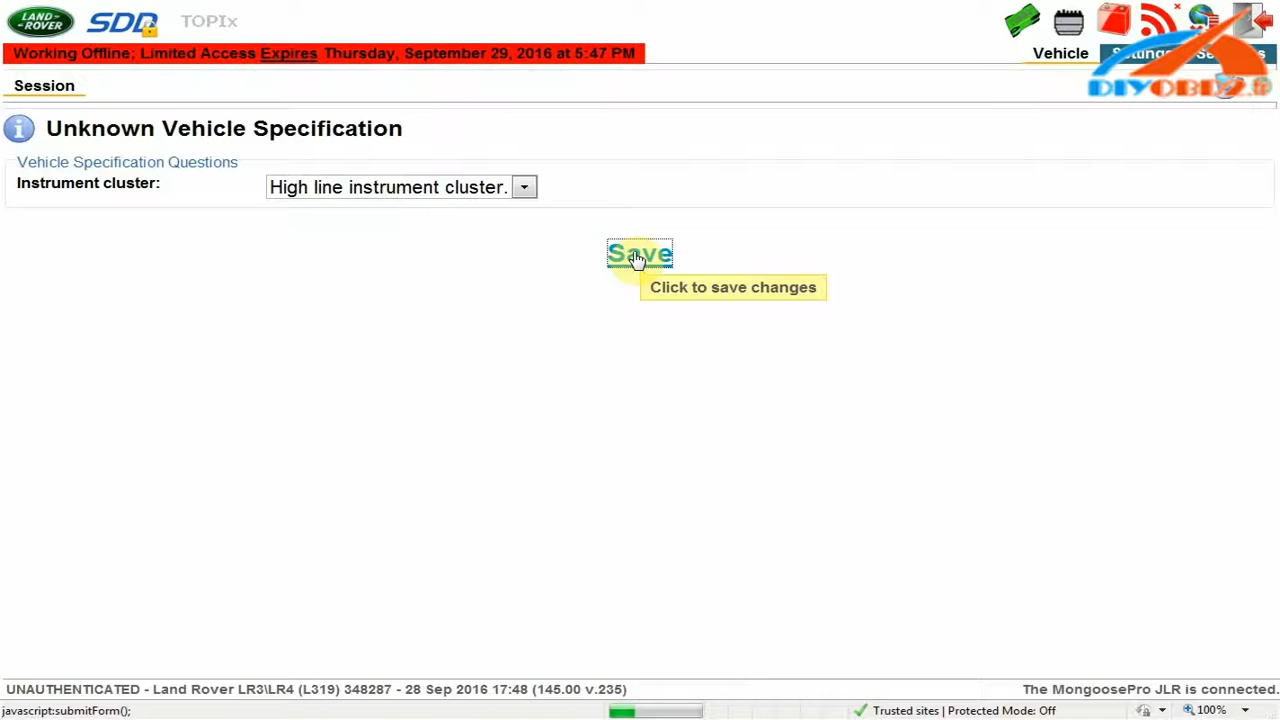 LAND-
ROVER
SDD
TOPIx
Working Offline; Limited Access Expires Thursday, September 29, 2016 at 5:47 PM
Vehicle
Settings
DIYOBD2.fr
Session
Unknown Vehicle Specification
Vehicle Specification Questions
Instrument cluster:
High line instrument cluster.
Save
Click to save changes
UNAUTHENTICATED - Land Rover LR3\LR4 (L319) 348287 - 28 Sep 2016 17:48 (145.00 v.235)
The MongoosePro JLR is connected.
javascript:submitForm();
Trusted sites | Protected Mode: Off
100%